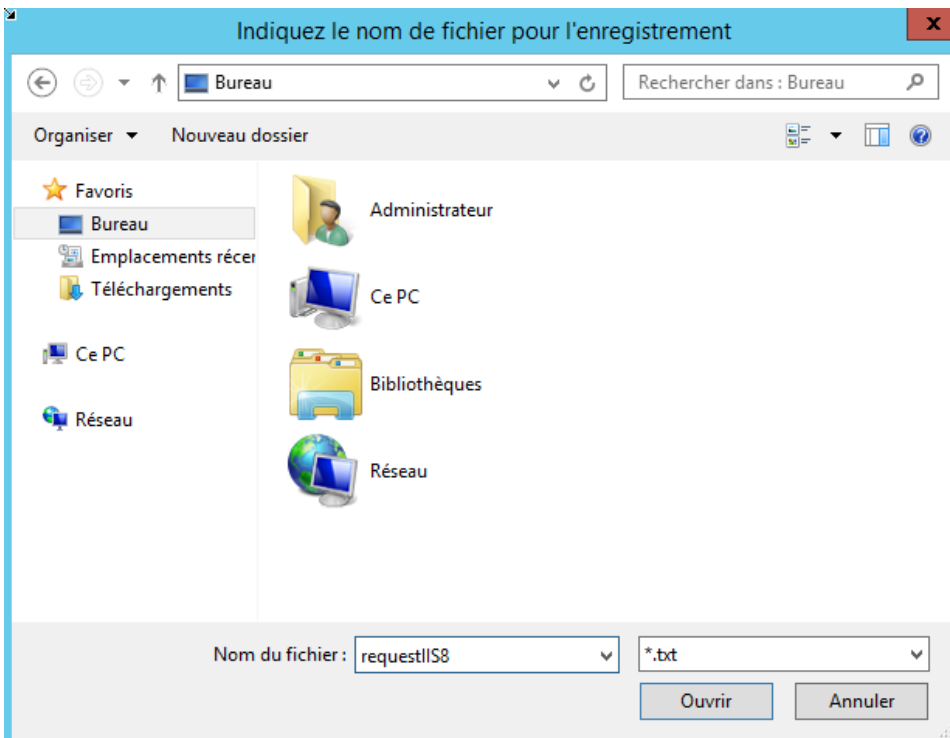 Indiquez le nom de fichier pour l'enregistrement
x
Bureau
Rechercher dans : Bureau
Organiser
Nouveau dossier
Favoris
Bureau
Emplacements récer
Téléchargements
Ce PC
Réseau
Administrateur
Ce PC
Bibliothèques
Réseau
Nom du fichier : requestIIS8
*.txt
Ouvrir
Annuler